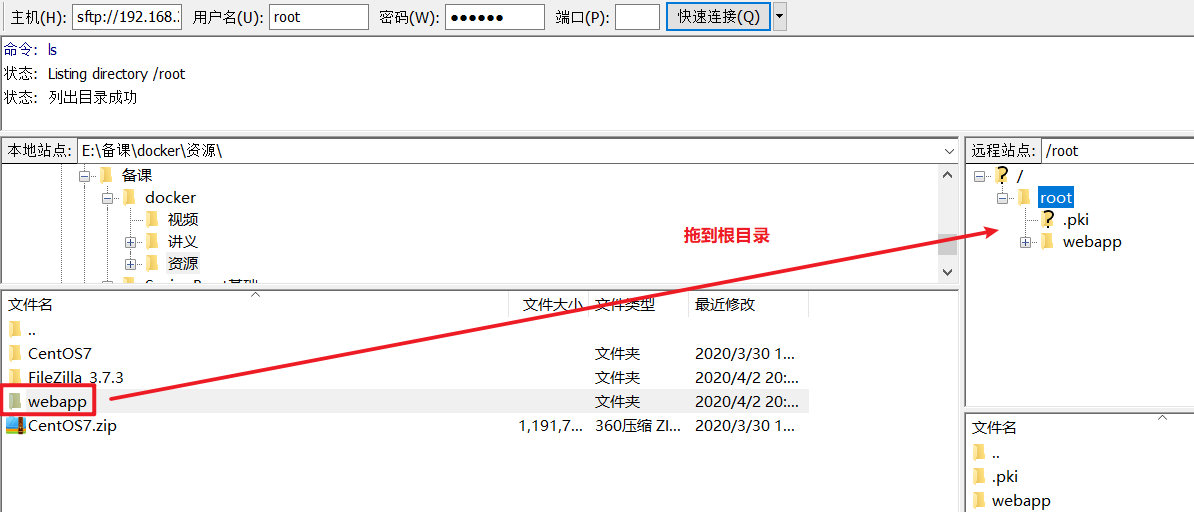 主机(H): sftp://192.168. 用户名(U): root 密码(W): ●●●●●● 端口(P): 快速连接(Q)
命令: ls
状态: Listing directory /root
状态: 列出目录成功
本地站点: E:\备课\docker\资源\
备课
docker
视频
讲义
资源
远程站点: /root
/
root
.pki
webapp
拖到根目录
文件名 文件大小 文件类型 最近修改
..
CentOS7 文件夹 2020/3/30 1...
FileZilla_3.7.3 文件夹 2020/4/2 20:...
webapp 文件夹 2020/4/2 20:...
CentOS7.zip 1,191,7... 360压缩 ZI... 2020/3/30 1...
文件名
..
.pki
webapp